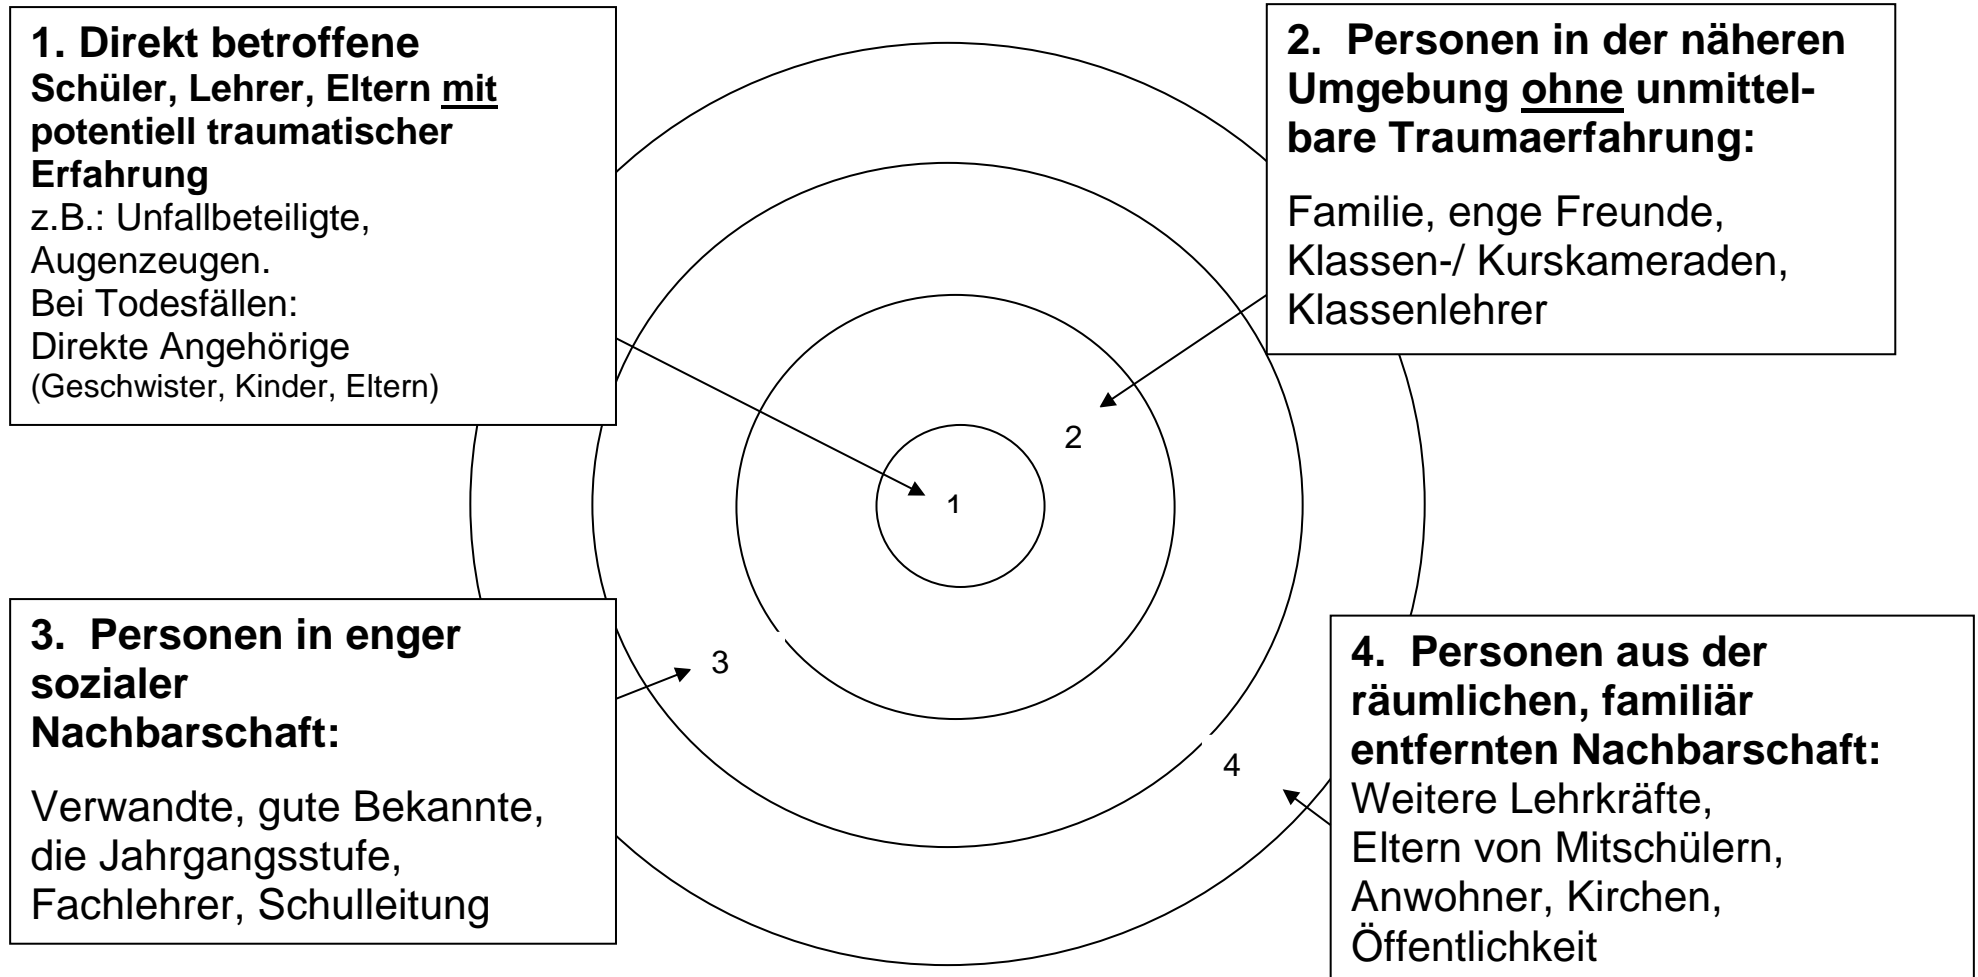 1. Direkt betroffene
Schüler, Lehrer, Eltern mit
potentiell traumatischer
Erfahrung
z.B.: Unfallbeteiligte,
Augenzeugen.
Bei Todesfällen:
Direkte Angehörige
(Geschwister, Kinder, Eltern)
2. Personen in der näheren
Umgebung ohne unmittel-
bare Traumaerfahrung:
Familie, enge Freunde,
Klassen-/ Kurskameraden,
Klassenlehrer
2
1
3. Personen in enger
sozialer
Nachbarschaft:
Verwandte, gute Bekannte,
die Jahrgangsstufe,
Fachlehrer, Schulleitung
3
4
4. Personen aus der
räumlichen, familiär
entfernten Nachbarschaft:
Weitere Lehrkräfte,
Eltern von Mitschülern,
Anwohner, Kirchen,
Öffentlichkeit